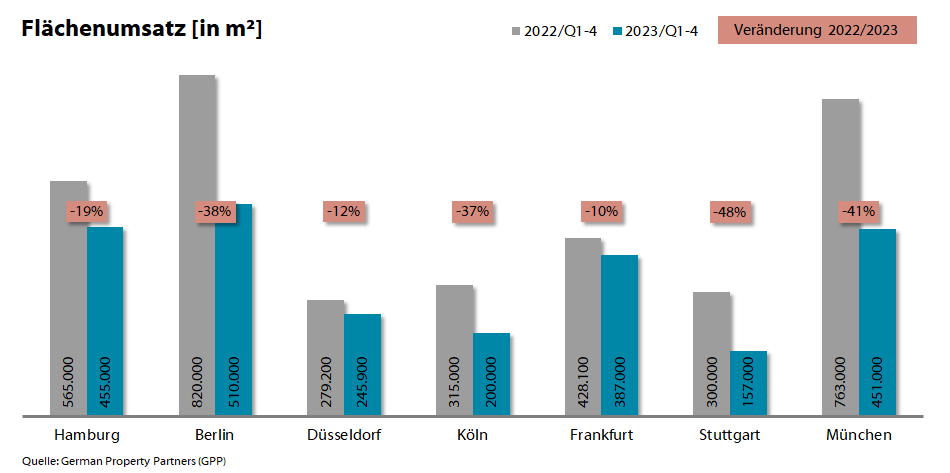 Flächenumsatz [in m²]
2022/Q1-4 2023/Q1-4 Veränderung 2022/2023
-19% -38% -12% -37% -10% -48% -41%
565.000 455.000 820.000 510.000 279.200 245.900 315.000 200.000 428.100 387.000 300.000 157.000 763.000 451.000
Hamburg Berlin Düsseldorf Köln Frankfurt Stuttgart München
Quelle: German Property Partners (GPP)